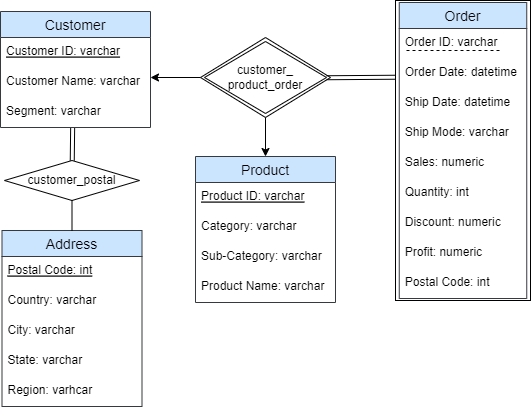 Customer
Customer ID: varchar
Customer Name: varchar
Segment: varchar
customer_
product_order
Order
Order ID: varchar
Order Date: datetime
Ship Date: datetime
Ship Mode: varchar
Sales: numeric
Quantity: int
Discount: numeric
Profit: numeric
Postal Code: int
customer_postal
Product
Product ID: varchar
Category: varchar
Sub-Category: varchar
Product Name: varchar
Address
Postal Code: int
Country: varchar
City: varchar
State: varchar
Region: varhcar